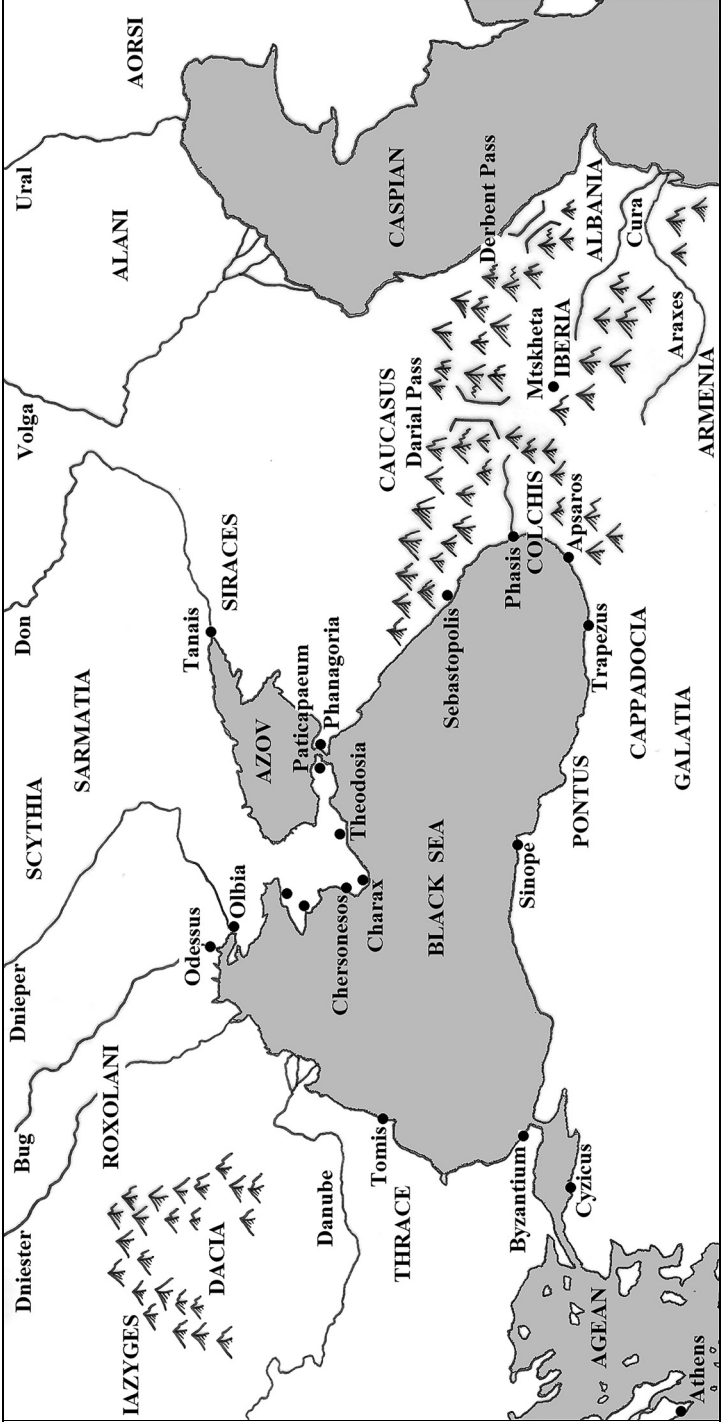 Dniester
Bug
Dnieper
SCYTHIA
SARMATIA
Don
Volga
Ural
AORSI
ALANI
IAZYGES
DACIA
ROXOLANI
Odessus
Olbia
Tanais
SIRACES
AZOV
Paticapaeum
Phanagoria
Theodosia
Chersonesos
Charax
CAUCASUS
Darial Pass
CASPIAN
Derbent Pass
Danube
Tomis
THRACE
BLACK SEA
Sebastopolis
Phasis
COLCHIS
Apsaros
Mtskheta
IBERIA
ALBANIA
Cura
Araxes
ARMENIA
Byzantium
Cyzicus
Sinope
PONTUS
Trapezus
CAPPADOCIA
GALATIA
AGEAN
Athens